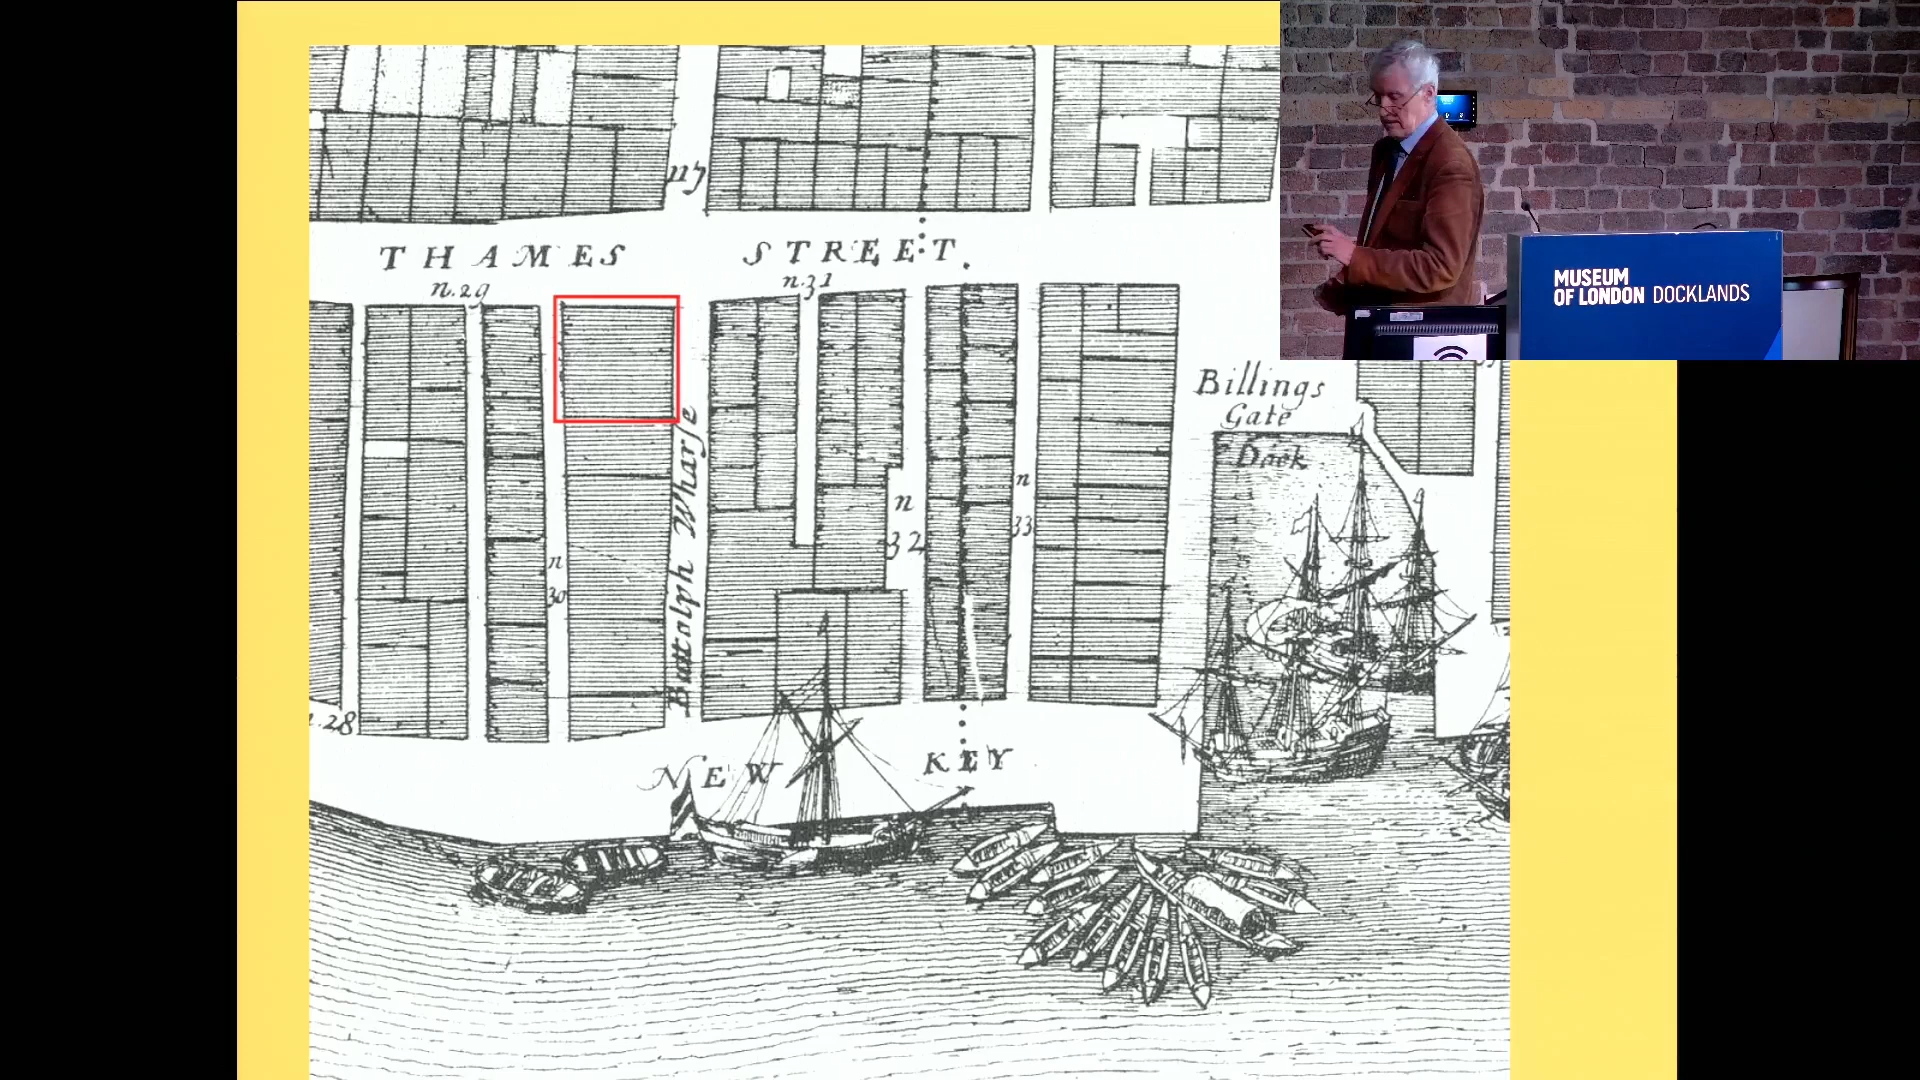 117
THAMES STREET.
n.29
n.31
Billings
Gate
Dock
Buttolph Wharfe
n
30
n
32
n
33
28
NEW KEY
MUSEUM
OF LONDON DOCKLANDS